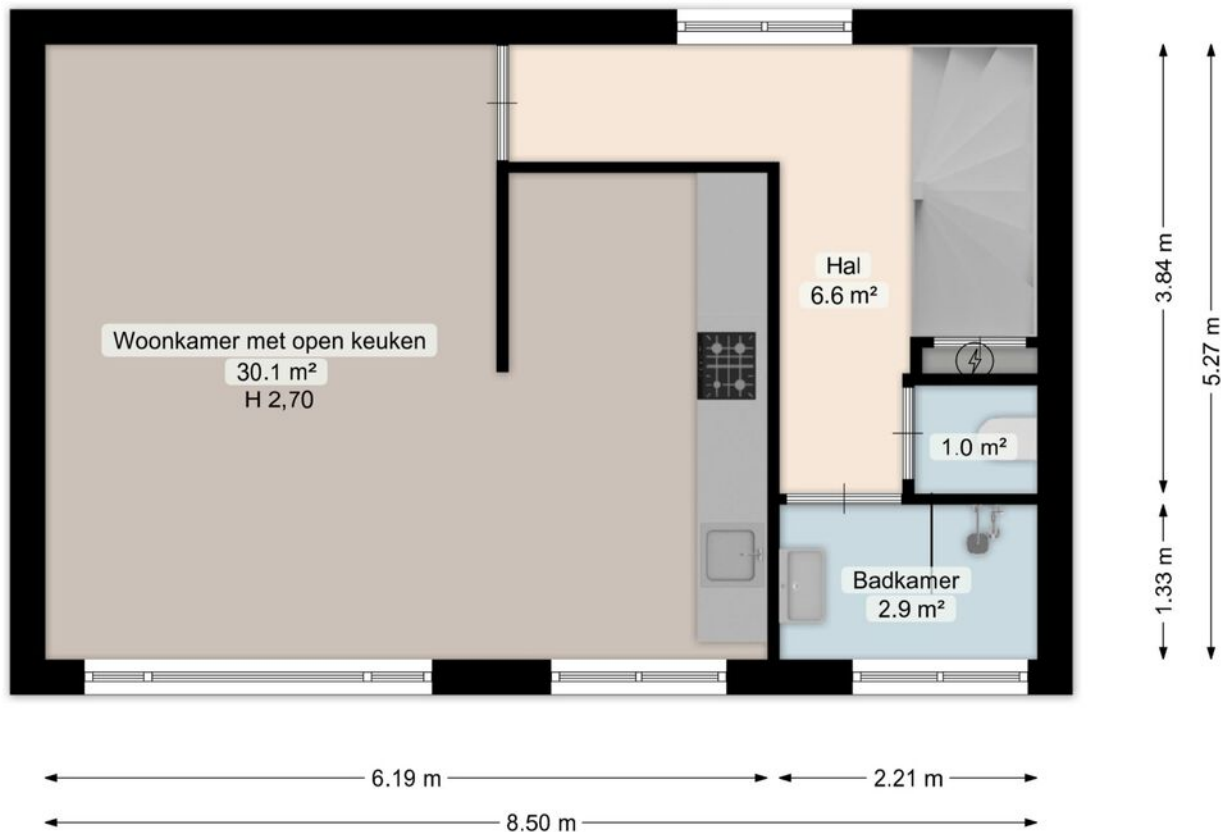 Hal
6.6 m²
Woonkamer met open keuken
30.1 m²
H 2,70
1.0 m²
Badkamer
2.9 m²
3.84 m
5.27 m
1.33 m
6.19 m
2.21 m
8.50 m